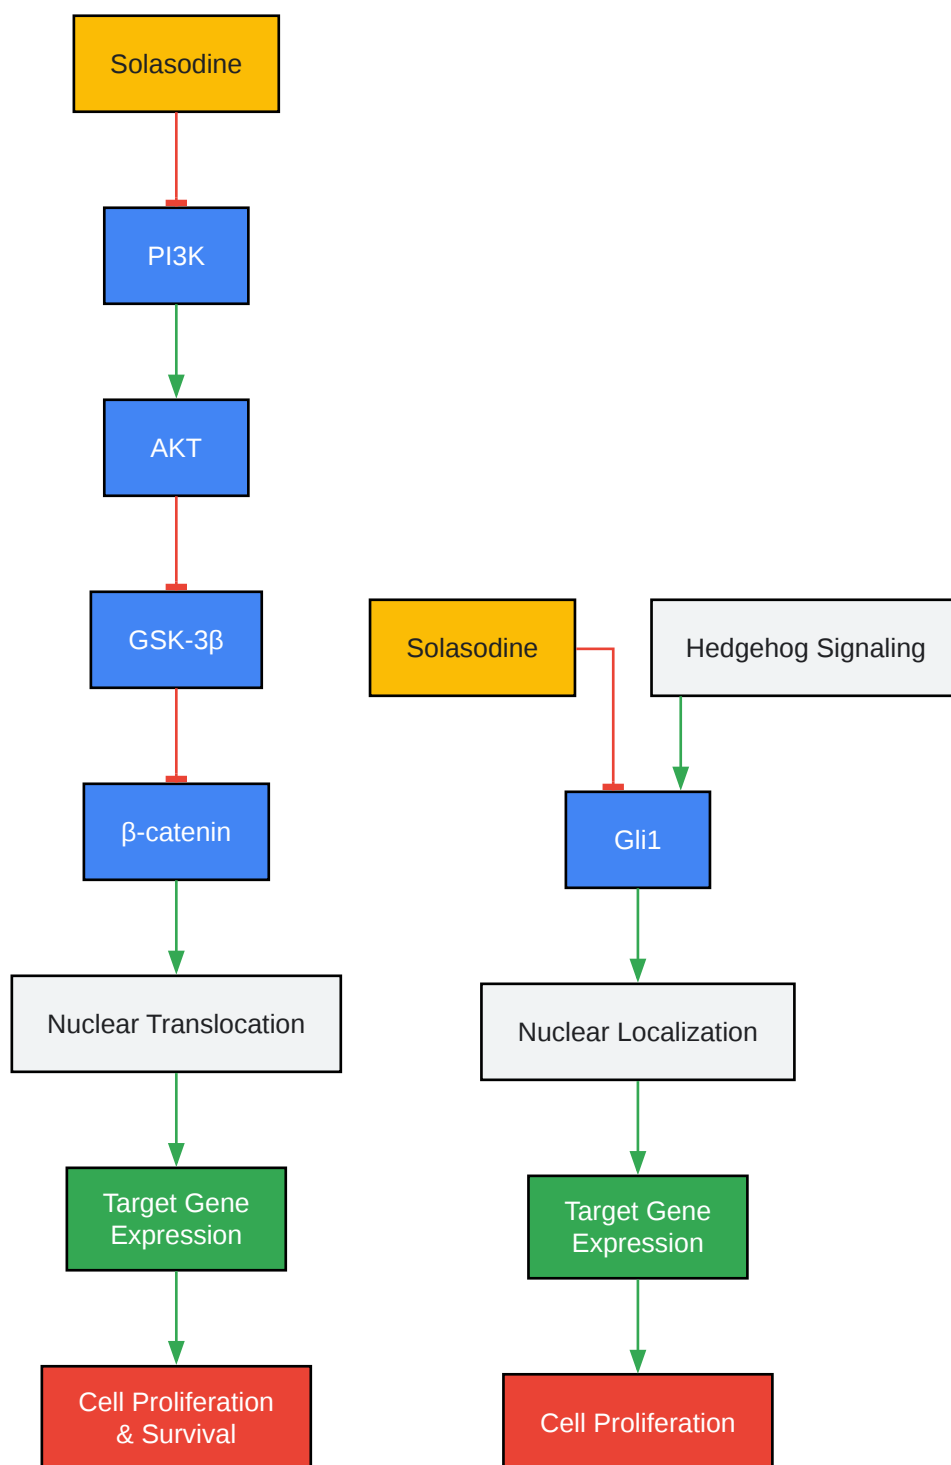 Solasodine
PI3K
AKT
GSK-3β
β-catenin
Nuclear Translocation
Target Gene
Expression
Cell Proliferation
& Survival
Solasodine
Hedgehog Signaling
Gli1
Nuclear Localization
Target Gene
Expression
Cell Proliferation